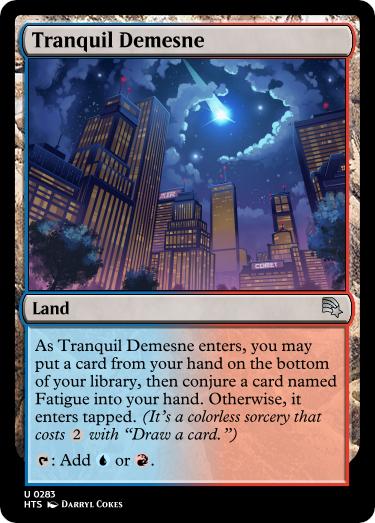 Tranquil Demesne
COMET
Land
As Tranquil Demesne enters, you may
put a card from your hand on the bottom
of your library, then conjure a card named
Fatigue into your hand. Otherwise, it
enters tapped. (It's a colorless sorcery that
costs 2 with “Draw a card.”)
: Add or .
U 0283
HTS DARRYL COKES